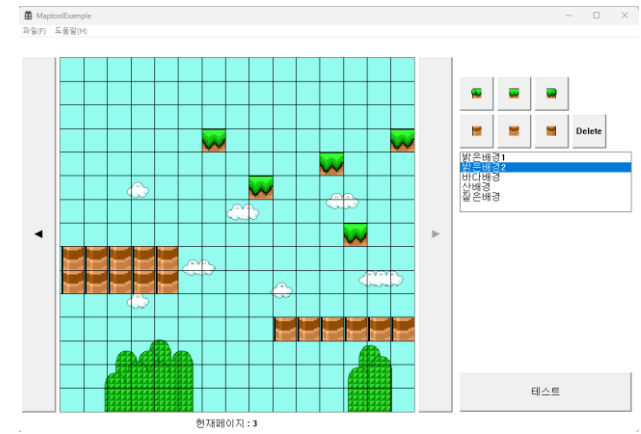 MaptoolExample
파일(F) 도움말(H)
Delete
밝은배경1
밝은배경2
바다배경
산배경
짙은배경
테스트
현재페이지 : 3